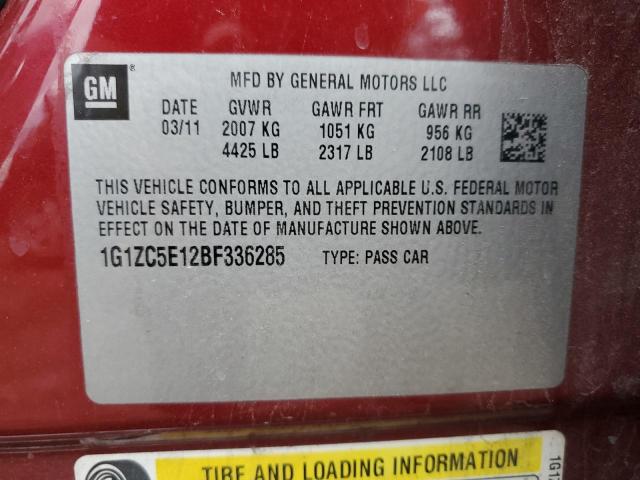 GM ® MFD BY GENERAL MOTORS LLC
DATE GVWR GAWR FRT GAWR RR
03/11 2007 KG 1051 KG 956 KG
4425 LB 2317 LB 2108 LB
THIS VEHICLE CONFORMS TO ALL APPLICABLE U.S. FEDERAL MOTOR
VEHICLE SAFETY, BUMPER, AND THEFT PREVENTION STANDARDS IN
EFFECT ON THE DATE OF MANUFACTURE SHOWN ABOVE.
1G1ZC5E12BF336285 TYPE: PASS CAR
TIRE AND LOADING INFORMATION